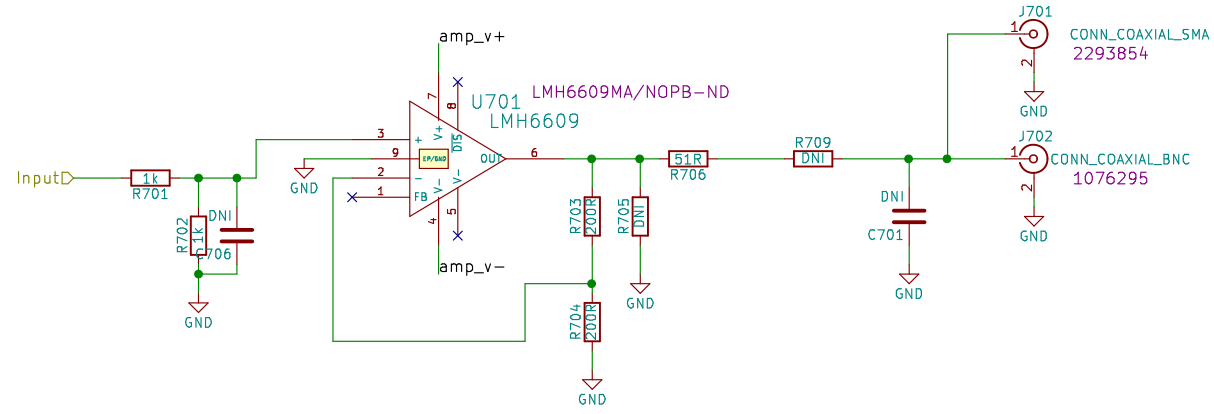 J701
1
CONN_COAXIAL_SMA
2293854
2
GND
amp_v+
7
8
U701
LMH6609MA/NOPB-ND
LMH6609
V+
DIS
3
+
9
EP/GND
OUT
6
GND
2
-
1
FB
V-
V-
4
5
amp_v-
Input
1k
R701
R702
1k
DNI
C706
GND
R703
200R
R705
DNI
GND
R704
200R
GND
51R
R706
R709
DNI
DNI
C701
GND
J702
1
CONN_COAXIAL_BNC
1076295
2
GND